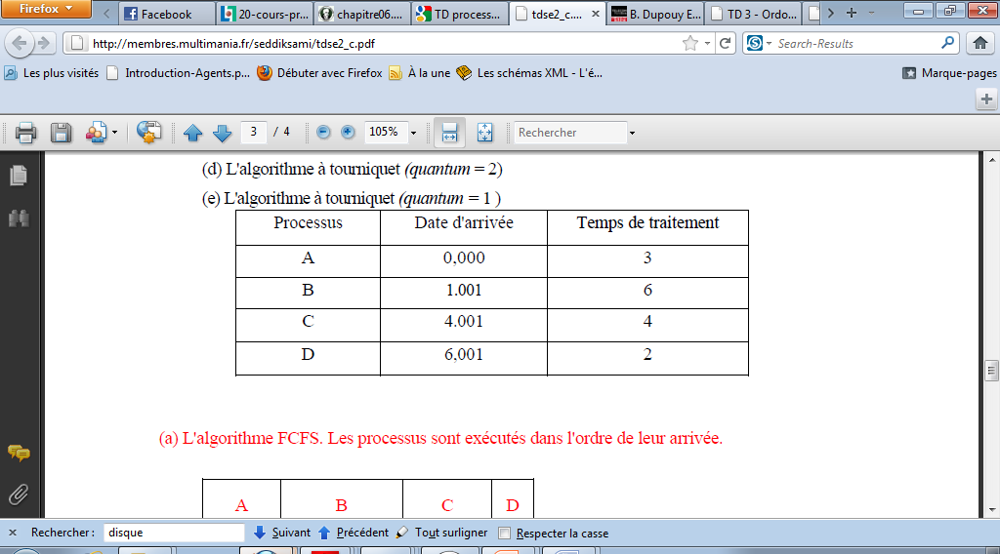 Firefox
Facebook
20-cours-pr...
chapitre06....
TD process...
tdse2_c....
B. Dupouy E...
TD 3 - Ordo...
http://membres.multimania.fr/seddiksami/tdse2_c.pdf
Search-Results
Les plus visités
Introduction-Agents.p...
Débuter avec Firefox
À la une
Les schémas XML - L'é...
Marque-pages
3 / 4
105%
Rechercher
(d) L'algorithme à tourniquet (quantum = 2)
(e) L'algorithme à tourniquet (quantum = 1 )
Processus Date d'arrivée Temps de traitement
A 0,000 3
B 1.001 6
C 4.001 4
D 6,001 2
(a) L'algorithme FCFS. Les processus sont exécutés dans l'ordre de leur arrivée.
A B C D
× Rechercher : disque Suivant Précédent Tout surligner Respecter la casse